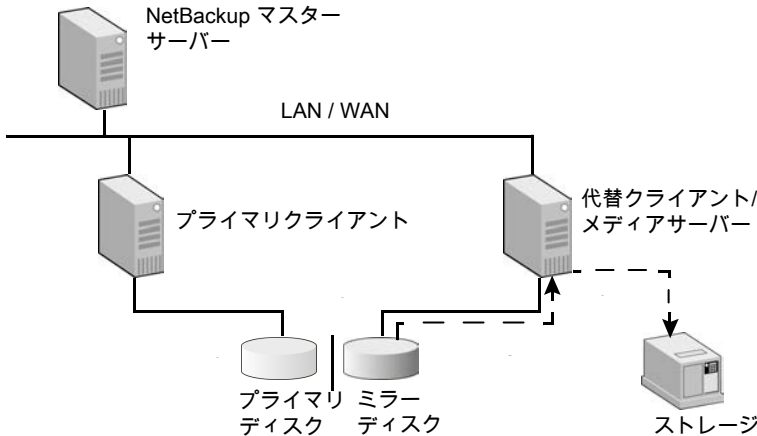 NetBackup マスター
サーバー
LAN / WAN
プライマリクライアント
代替クライアント/
メディアサーバー
プライマリ
ディスク
ミラー
ディスク
ストレージ